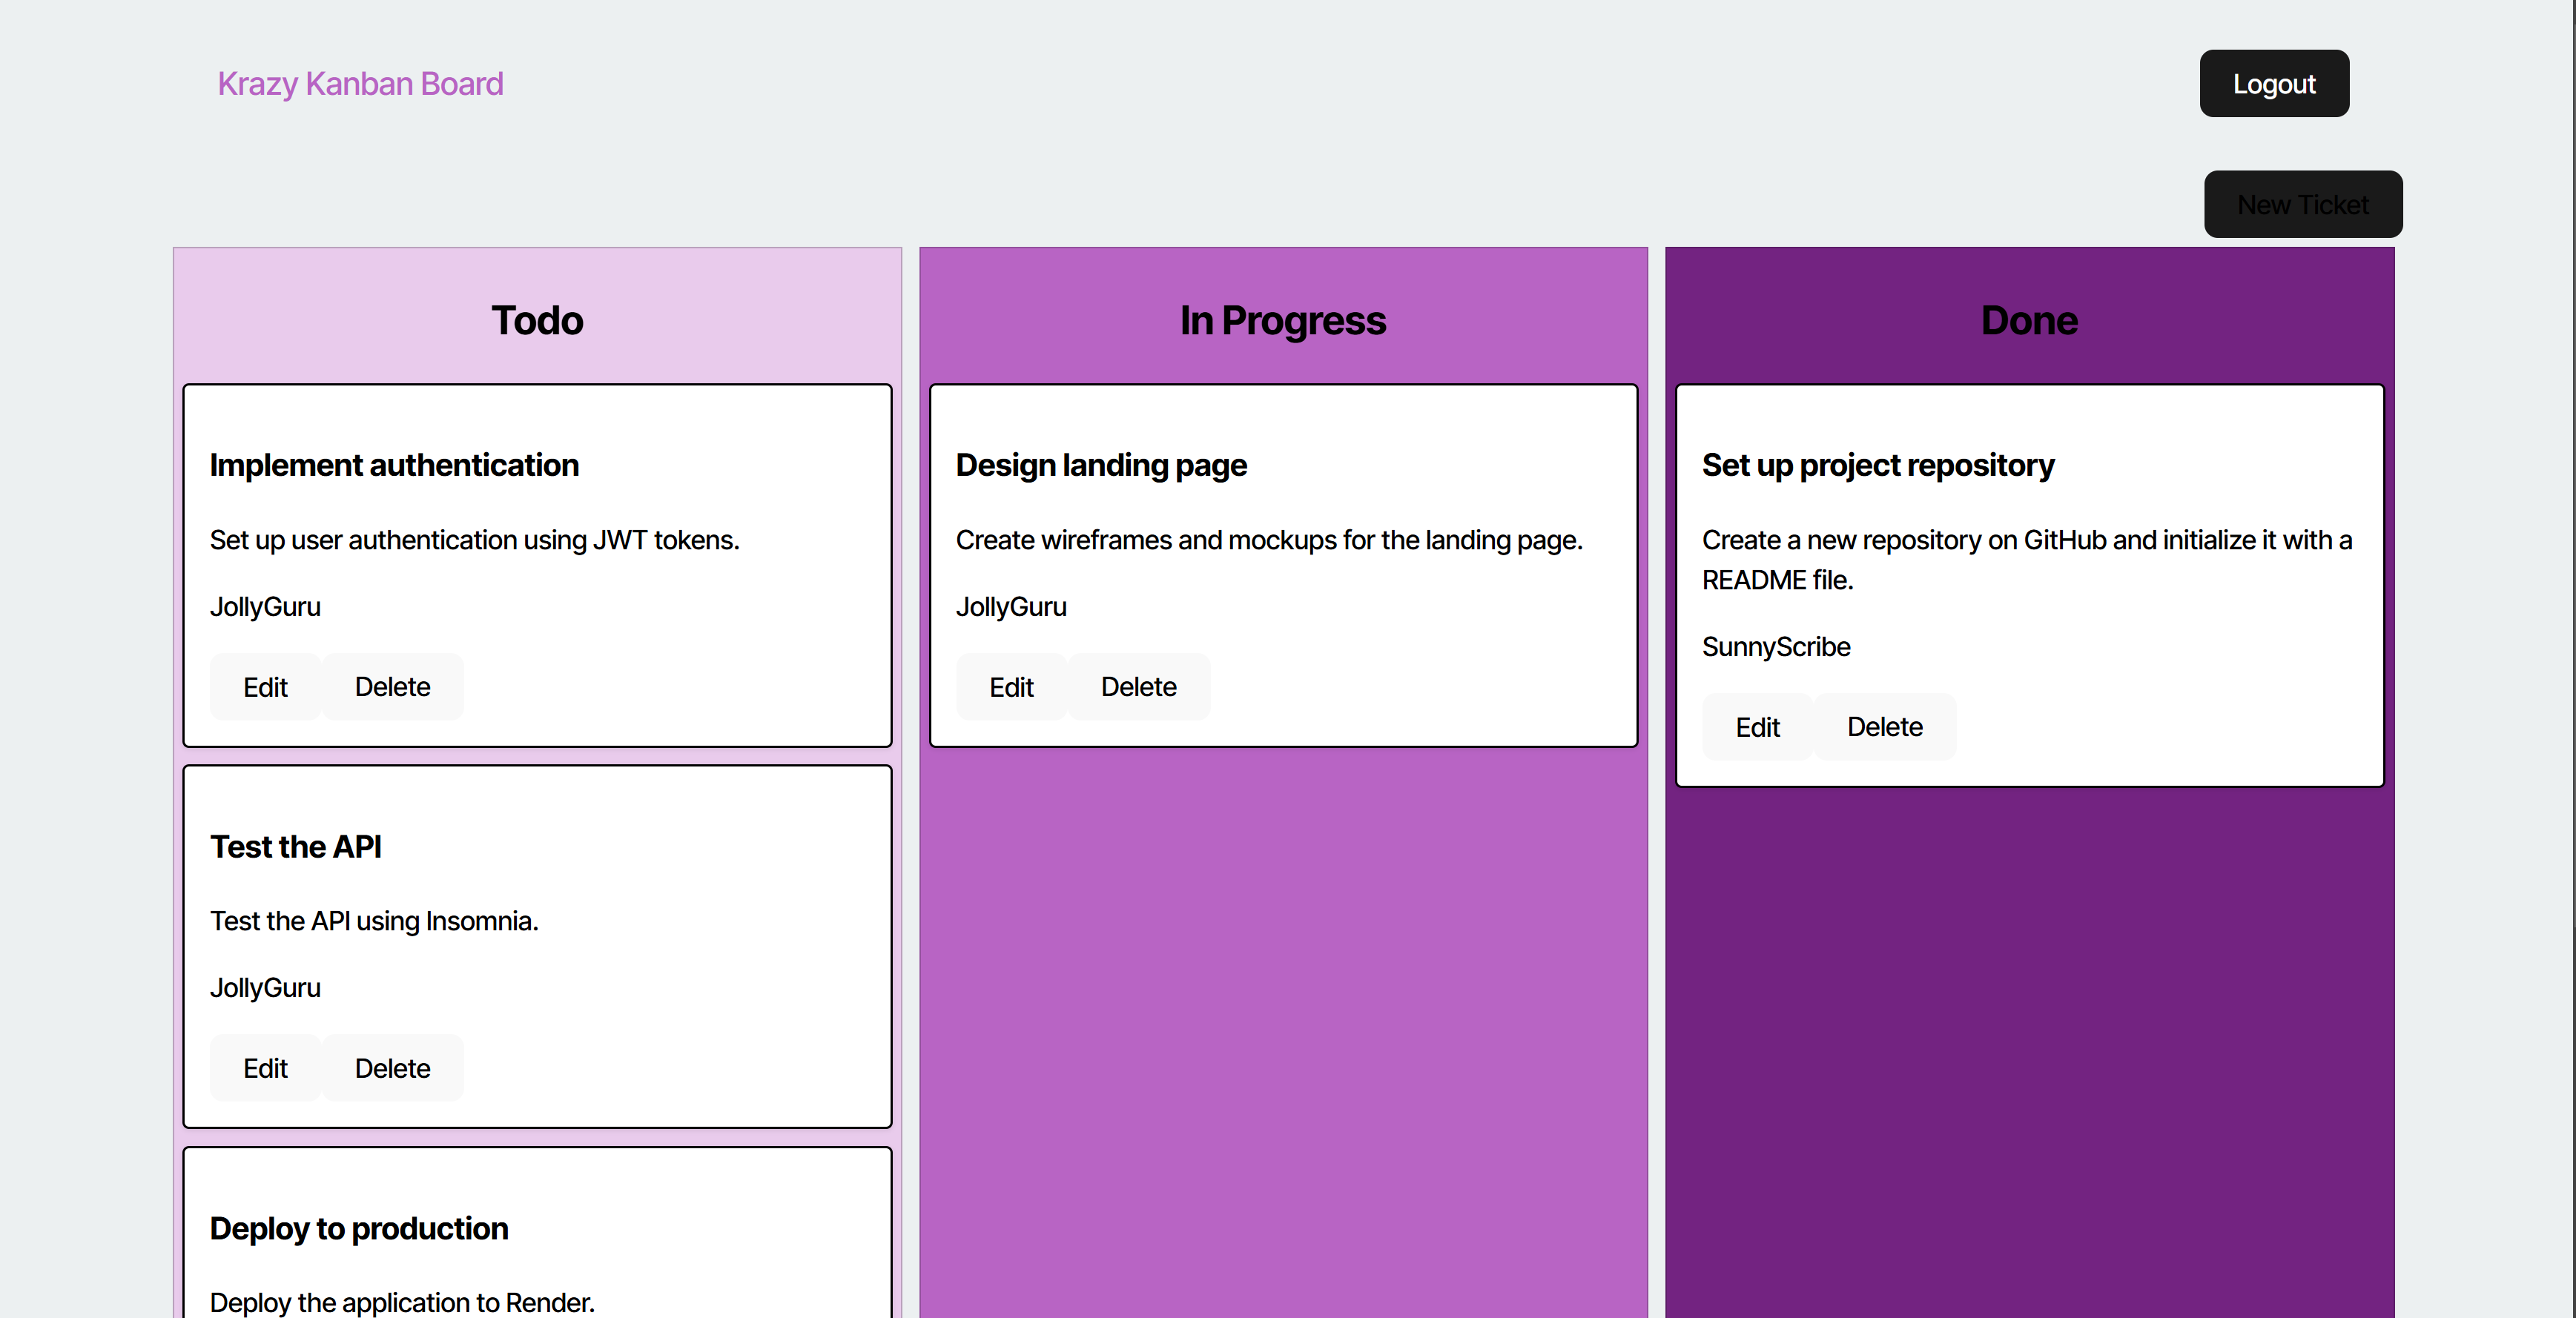 Krazy Kanban Board
Logout
New Ticket
Todo
Implement authentication
Set up user authentication using JWT tokens.
JollyGuru
Edit
Delete
Test the API
Test the API using Insomnia.
JollyGuru
Edit
Delete
Deploy to production
Deploy the application to Render.
In Progress
Design landing page
Create wireframes and mockups for the landing page.
JollyGuru
Edit
Delete
Done
Set up project repository
Create a new repository on GitHub and initialize it with a
README file.
SunnyScribe
Edit
Delete